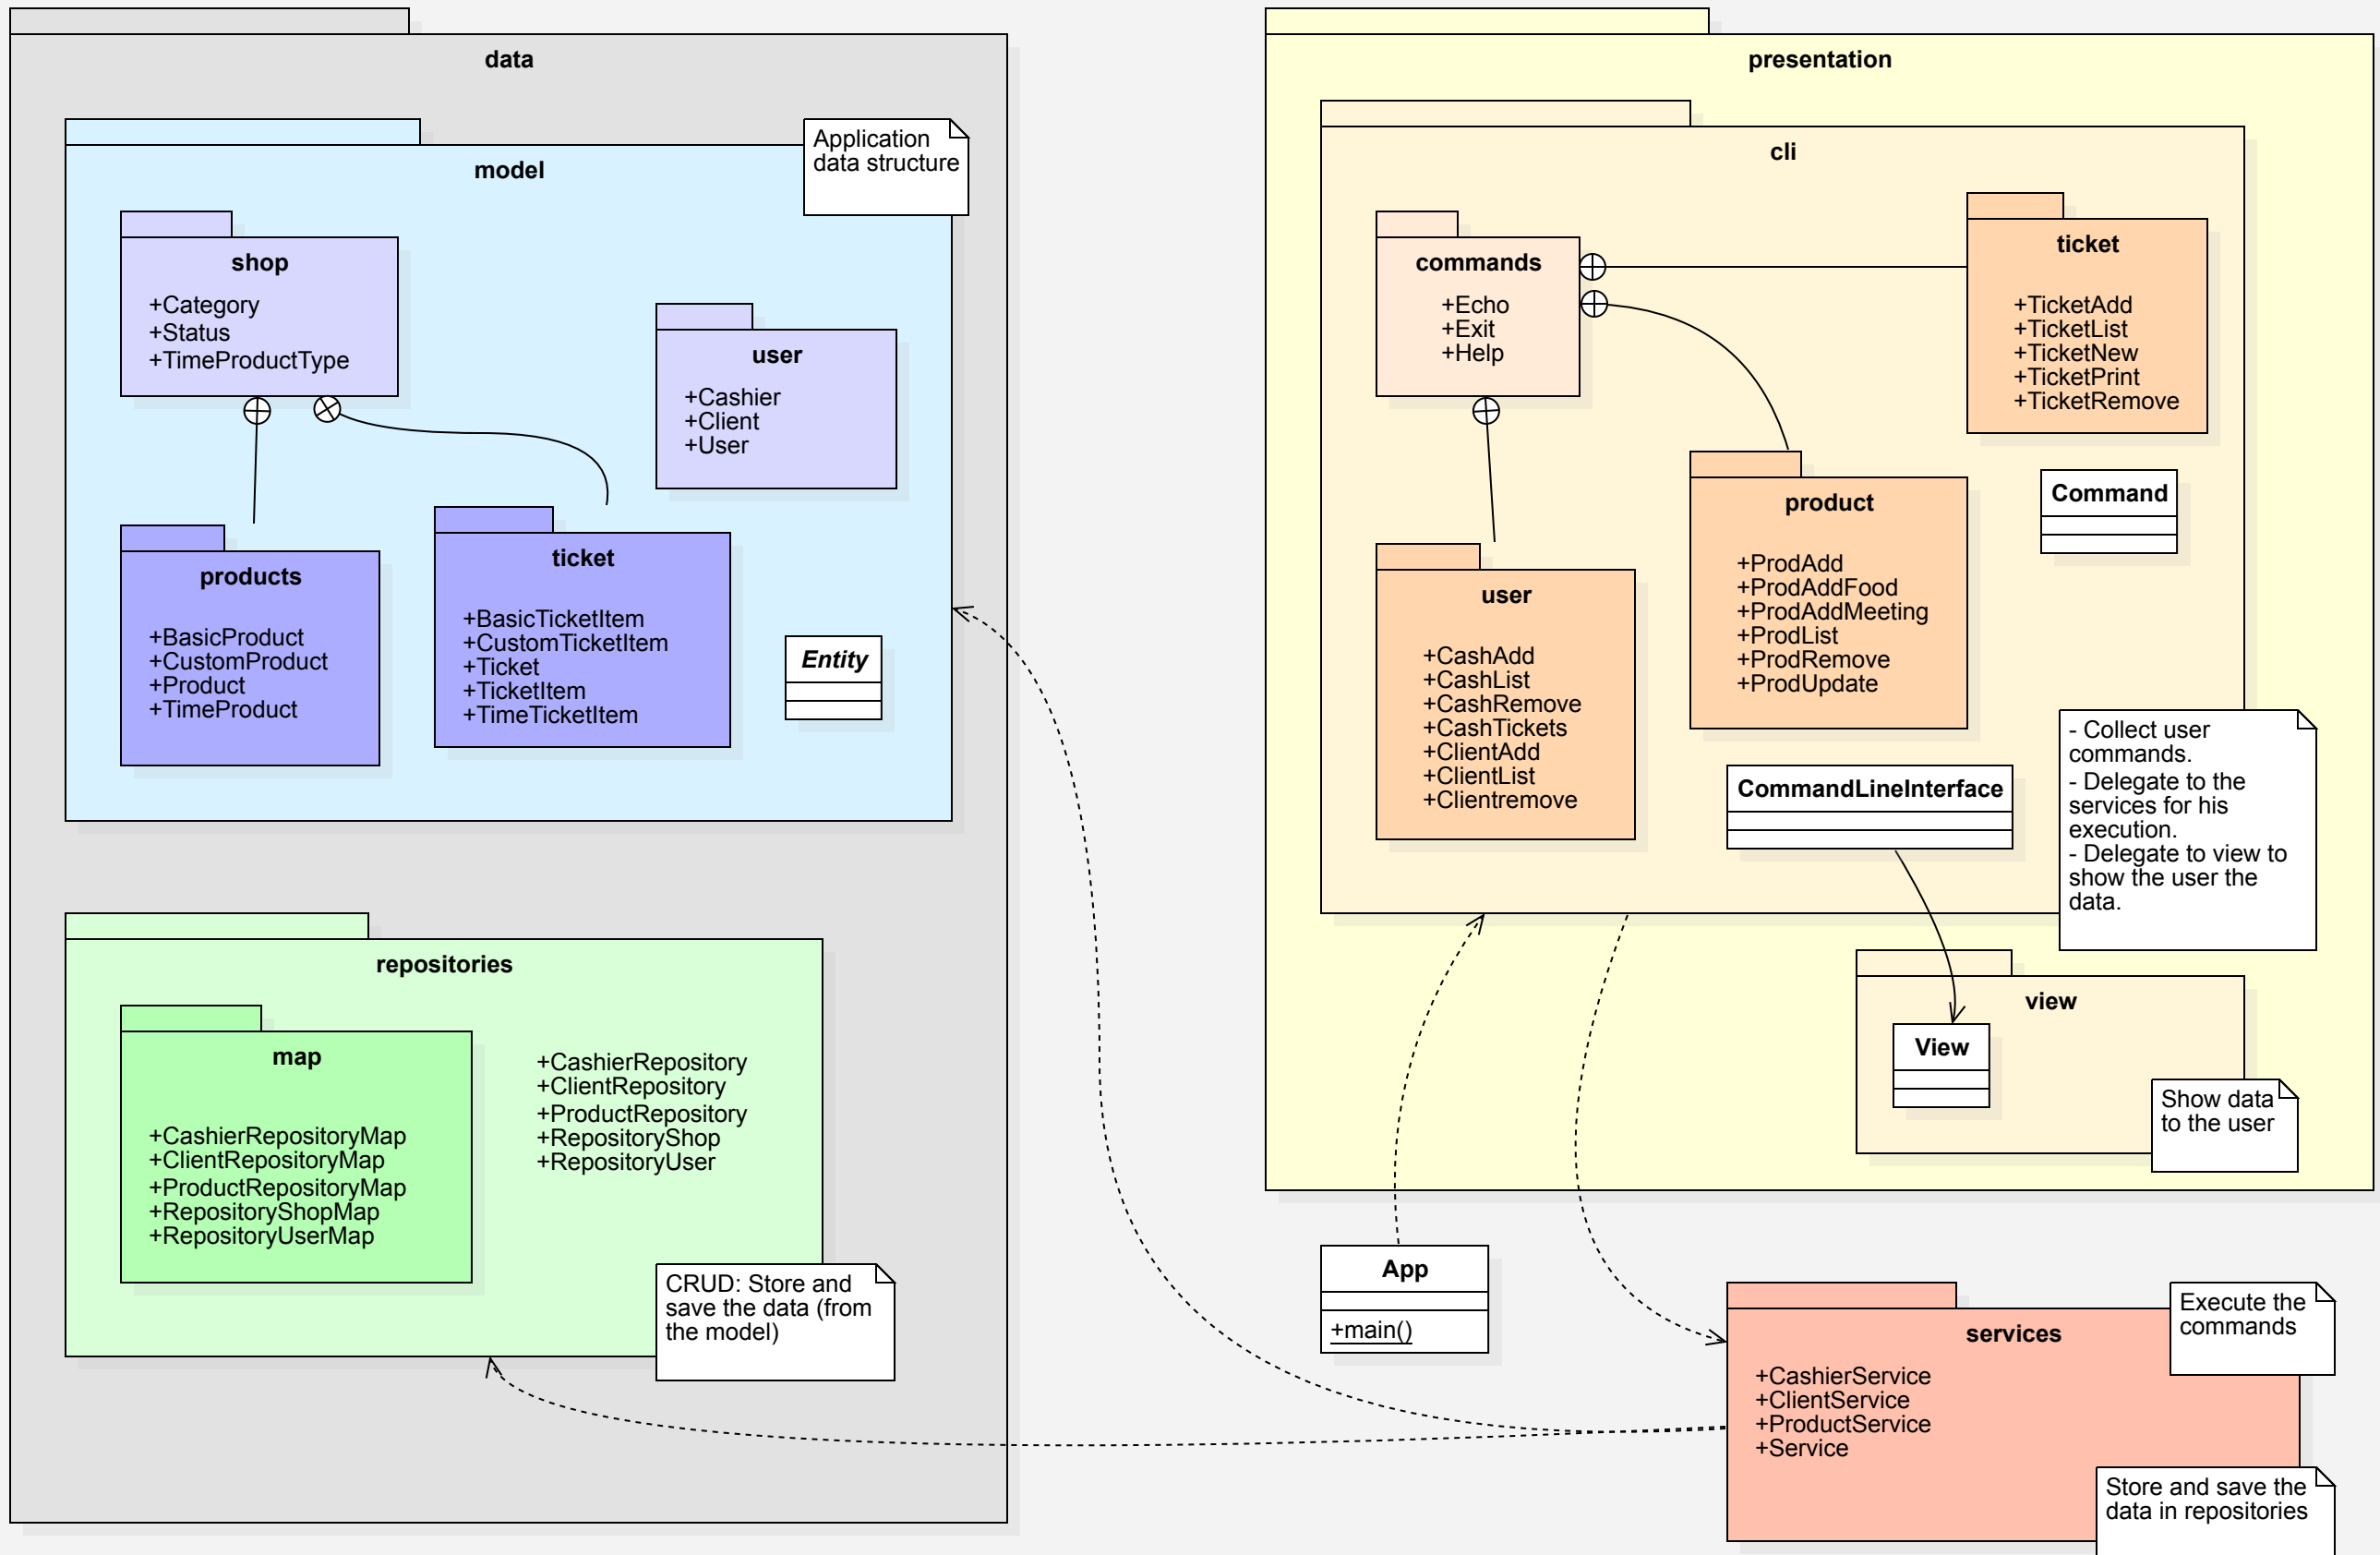 data
model
Application
data structure
shop
+Category
+Status
+TimeProductType
user
+Cashier
+Client
+User
products
+BasicProduct
+CustomProduct
+Product
+TimeProduct
ticket
+BasicTicketItem
+CustomTicketItem
+Ticket
+TicketItem
+TimeTicketItem
Entity
repositories
map
+CashierRepositoryMap
+ClientRepositoryMap
+ProductRepositoryMap
+RepositoryShopMap
+RepositoryUserMap
+CashierRepository
+ClientRepository
+ProductRepository
+RepositoryShop
+RepositoryUser
CRUD: Store and
save the data (from
the model)
presentation
cli
commands
+Echo
+Exit
+Help
ticket
+TicketAdd
+TicketList
+TicketNew
+TicketPrint
+TicketRemove
Command
product
+ProdAdd
+ProdAddFood
+ProdAddMeeting
+ProdList
+ProdRemove
+ProdUpdate
user
+CashAdd
+CashList
+CashRemove
+CashTickets
+ClientAdd
+ClientList
+Clientremove
CommandLineInterface
- Collect user
commands.
- Delegate to the
services for his
execution.
- Delegate to view to
show the user the
data.
view
View
Show data
to the user
App
+main()
services
Execute the
commands
+CashierService
+ClientService
+ProductService
+Service
Store and save the
data in repositories